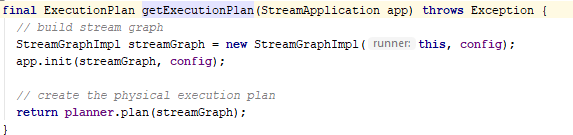 final ExecutionPlan getExecutionPlan(StreamApplication app) throws Exception {
  // build stream graph
  StreamGraphImpl streamGraph = new StreamGraphImpl( runner: this, config);
  app.init(streamGraph, config);

  // create the physical execution plan
  return planner.plan(streamGraph);
}